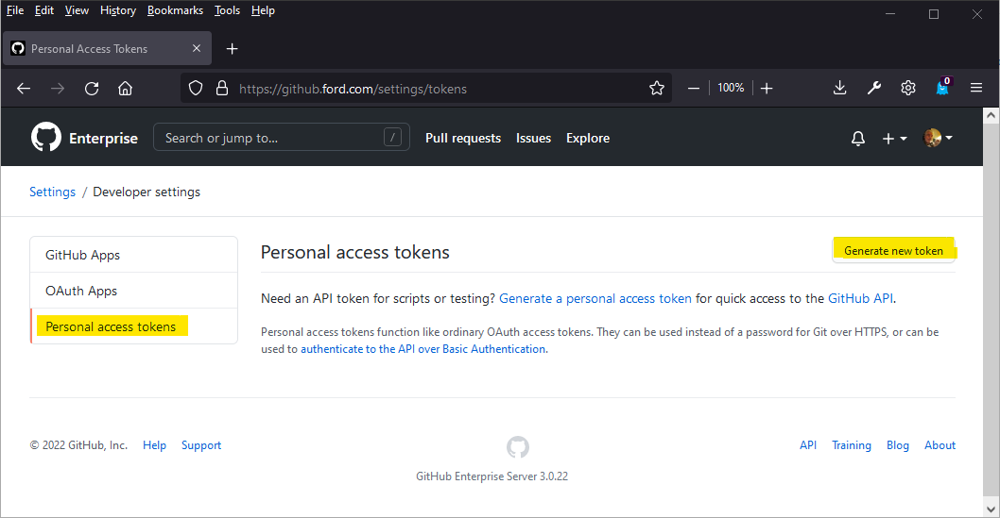 File Edit View History Bookmarks Tools Help
Personal Access Tokens
https://github.ford.com/settings/tokens
100%
0
Enterprise
Search or jump to...
/
Pull requests
Issues
Explore
Settings / Developer settings
GitHub Apps
OAuth Apps
Personal access tokens
Personal access tokens
Generate new token
Need an API token for scripts or testing? Generate a personal access token for quick access to the GitHub API.
Personal access tokens function like ordinary OAuth access tokens. They can be used instead of a password for Git over HTTPS, or can be
used to authenticate to the API over Basic Authentication.
© 2022 GitHub, Inc. Help Support
API Training Blog About
GitHub Enterprise Server 3.0.22